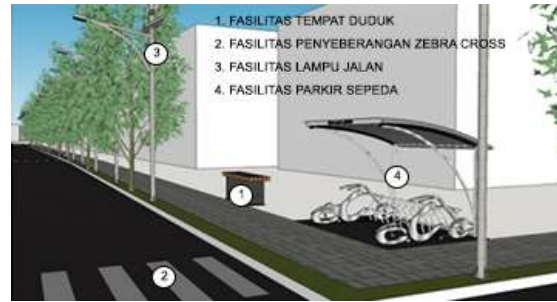 1. FASILITAS TEMPAT DUDUK
2. FASILITAS PENYEBERANGAN ZEBRA CROSS
3. FASILITAS LAMPU JALAN
4. FASILITAS PARKIR SEPEDA
3
1
4
2